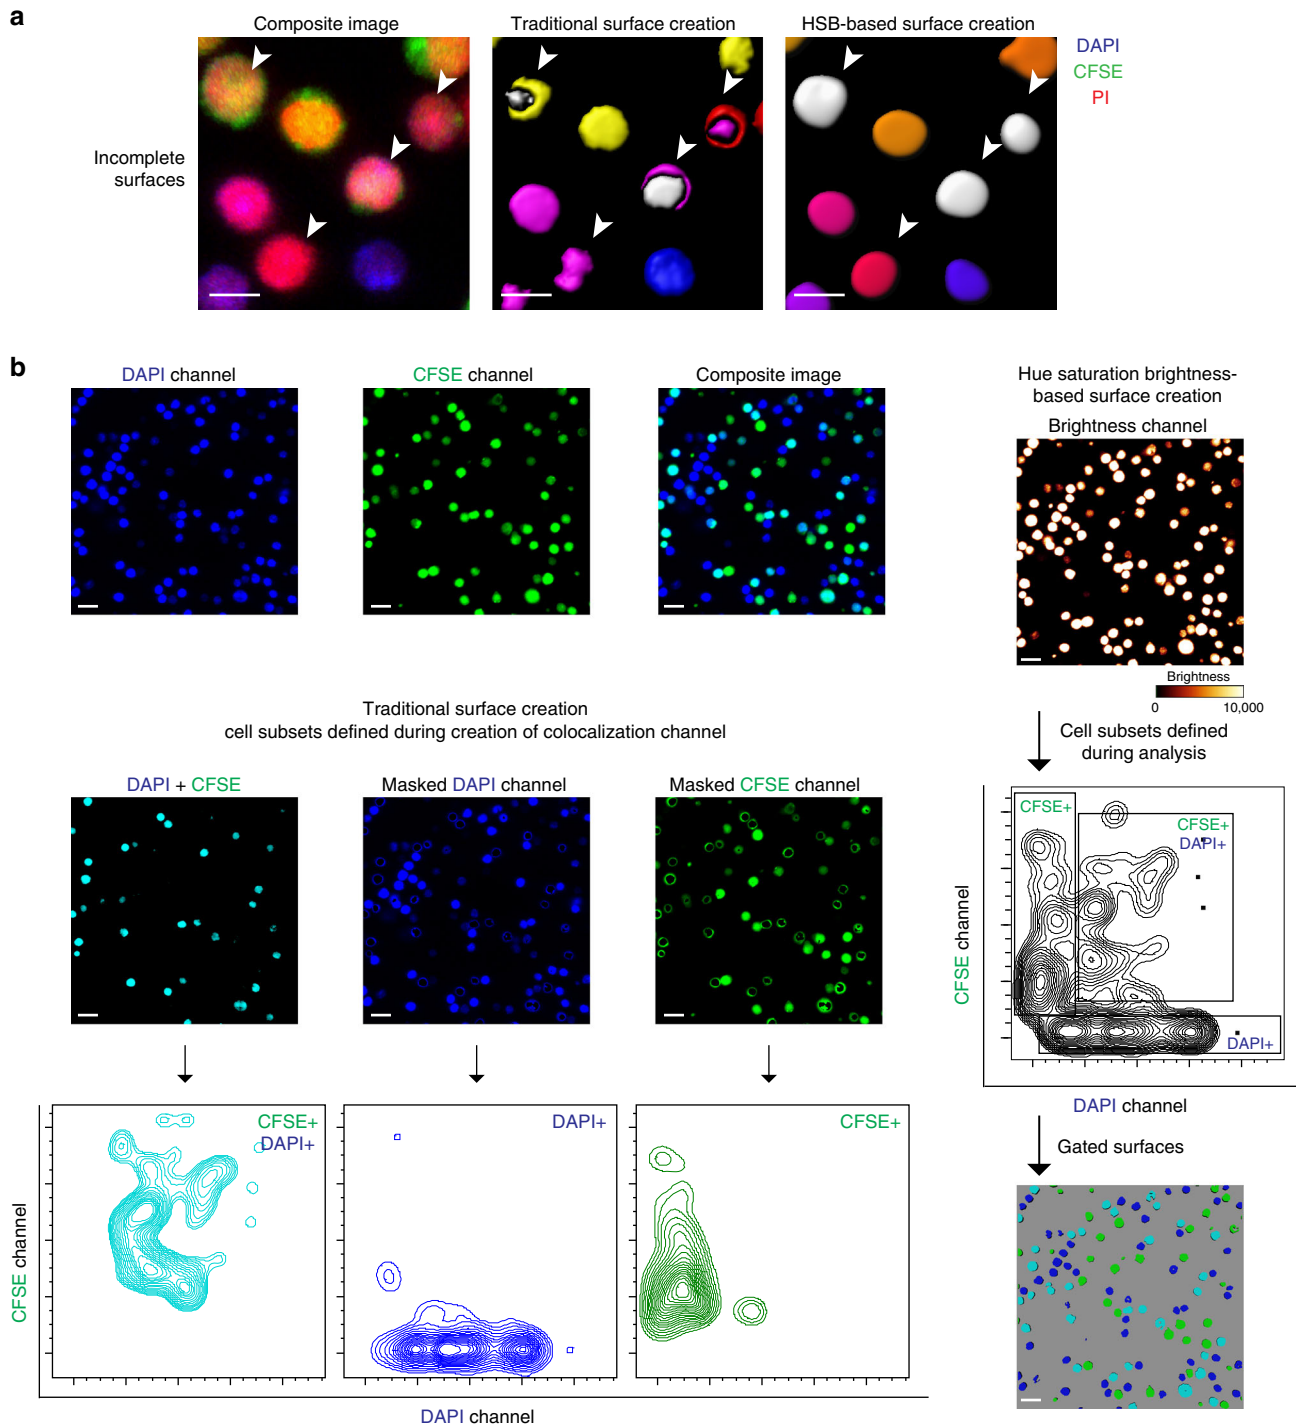 a
Composite image
Traditional surface creation
HSB-based surface creation
DAPI
CFSE
PI
Incomplete
surfaces
b
DAPI channel
CFSE channel
Composite image
Hue saturation brightness-
based surface creation
Brightness channel
Brightness
0 10,000
Traditional surface creation
cell subsets defined during creation of colocalization channel
Cell subsets defined
during analysis
DAPI + CFSE
Masked DAPI channel
Masked CFSE channel
CFSE+
CFSE+
DAPI+
DAPI+
CFSE channel
DAPI channel
Gated surfaces
CFSE+
DAPI+
DAPI+
CFSE+
CFSE channel
DAPI channel